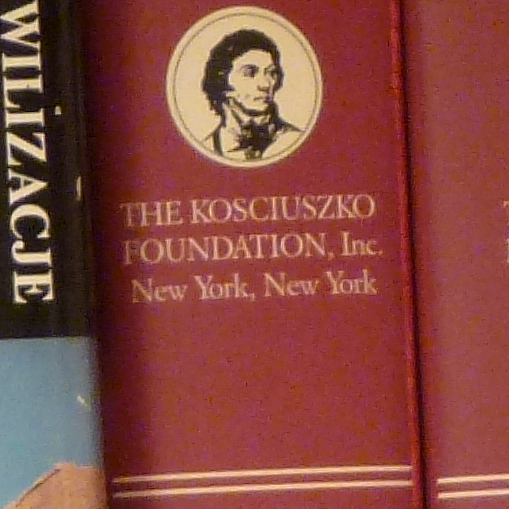 WILIZACJE
THE KOSCIUSZKO
FOUNDATION, Inc.
New York, New York